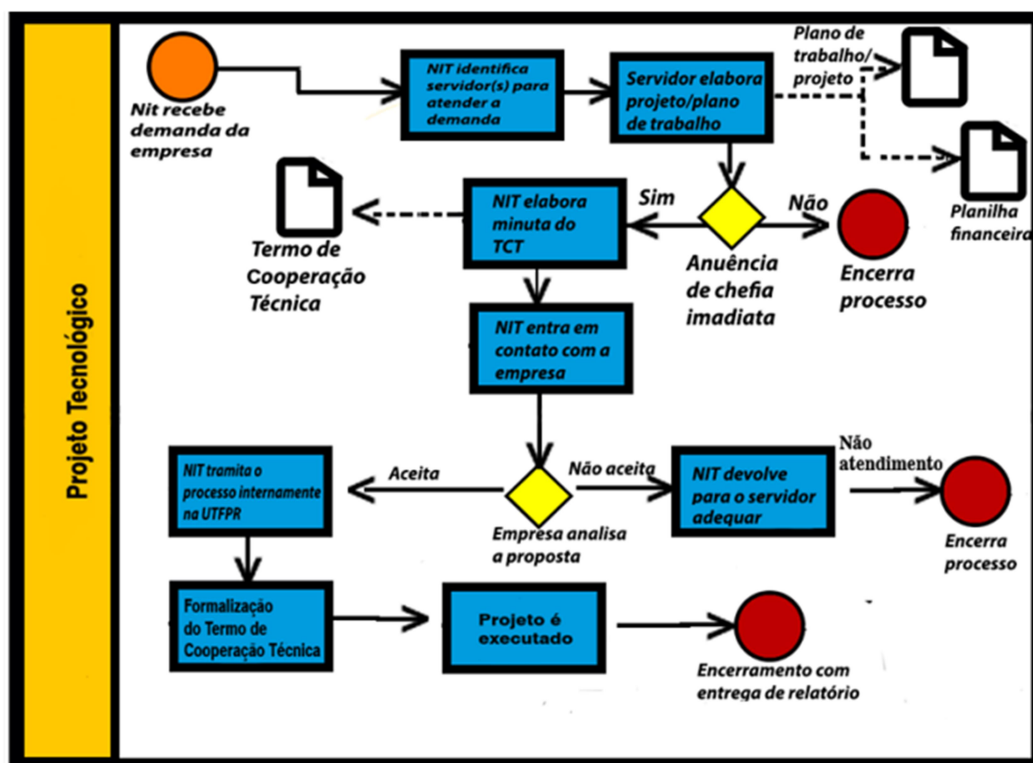 Projeto Tecnológico
Nit recebe
demanda da
empresa
NIT identifica
servidor(s) para
atender a
demanda
Servidor elabora
projeto/plano
de trabalho
Plano de
trabalho/
projeto
Planilha
financeira
Anuência
de chefia
imadiata
Sim
Não
Encerra
processo
NIT elabora
minuta do
TCT
Termo de
Cooperação
Técnica
NIT entra em
contato com a
empresa
Empresa analisa
a proposta
Aceita
Não aceita
NIT devolve
para o servidor
adequar
Não
atendimento
Encerra
processo
NIT tramita o
processo internamente
na UTFPR
Formalização
do Termo de
Cooperação Técnica
Projeto é
executado
Encerramento com
entrega de relatório